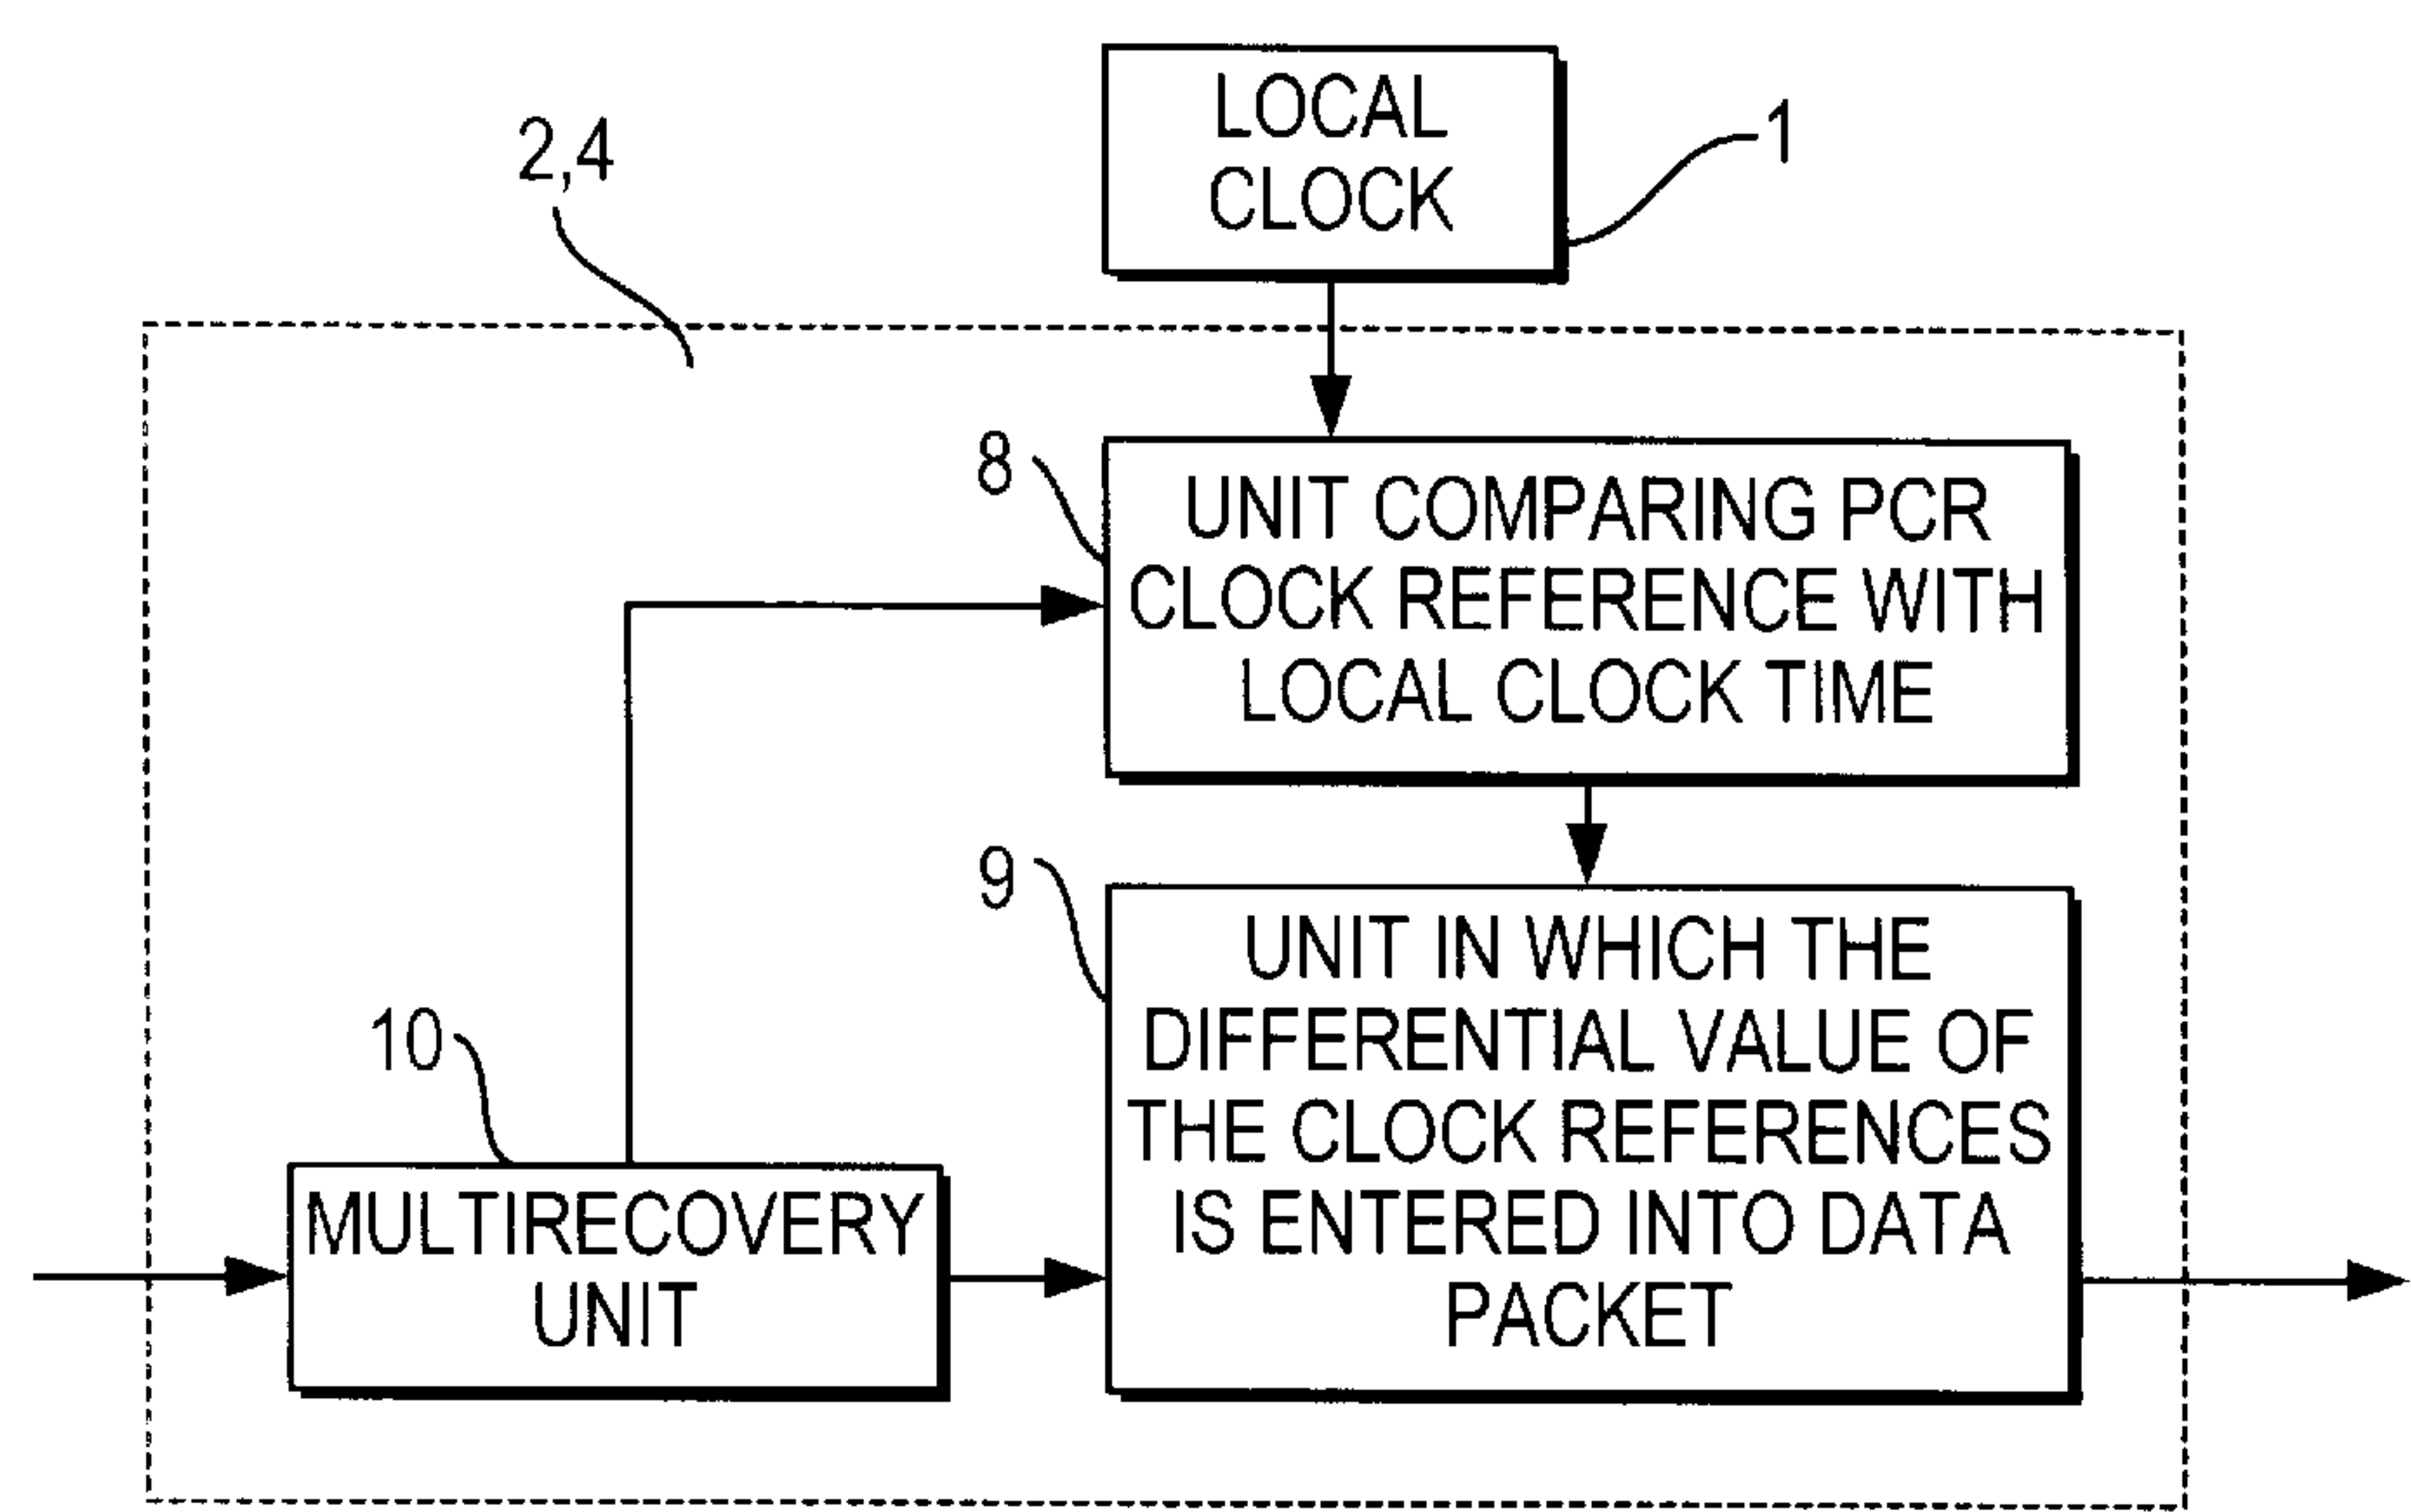 LOCAL
CLOCK
1
2,4
8
UNIT COMPARING PCR
CLOCK REFERENCE WITH
LOCAL CLOCK TIME
9
UNIT IN WHICH THE
DIFFERENTIAL VALUE OF
THE CLOCK REFERENCES
IS ENTERED INTO DATA
PACKET
10
MULTIRECOVERY
UNIT